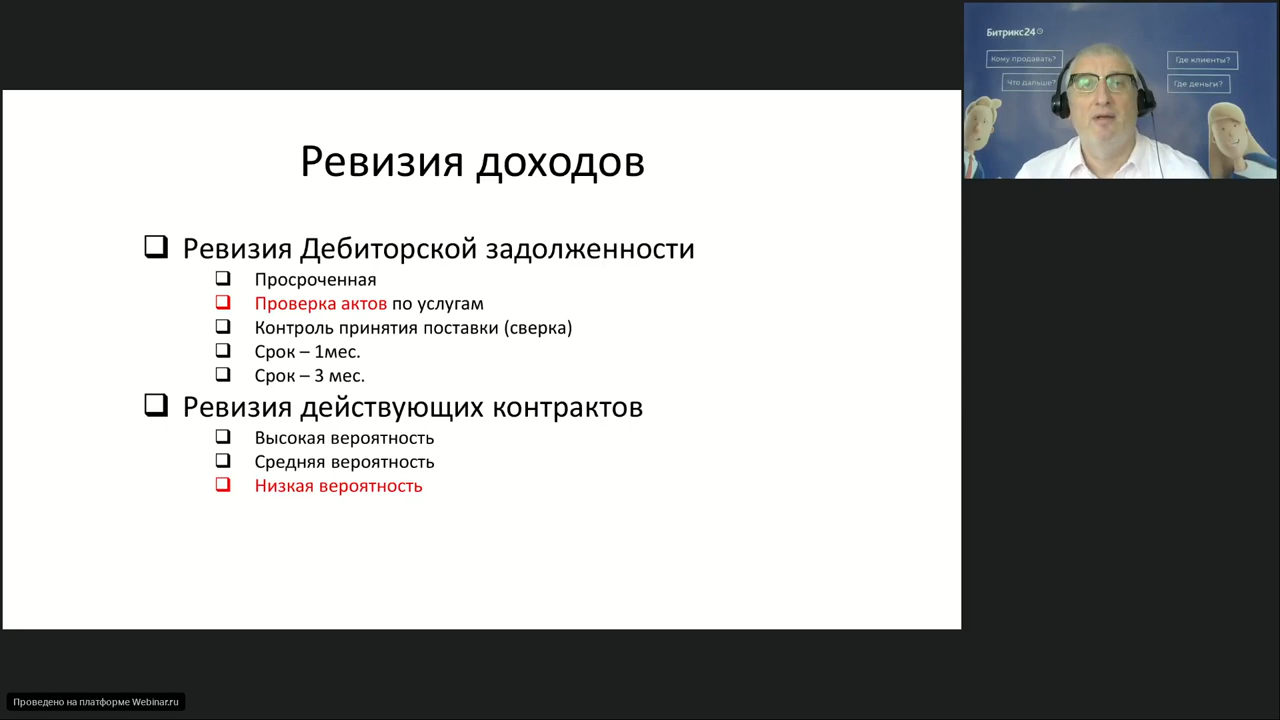 Ревизия доходов
Ревизия Дебиторской задолженности
Просроченная
Проверка актов по услугам
Контроль принятия поставки (сверка)
Срок – 1мес.
Срок – 3 мес.
Ревизия действующих контрактов
Высокая вероятность
Средняя вероятность
Низкая вероятность
Битрикс24
Кому продавать?
Что дальше?
Где клиенты?
Где деньги?
Проведено на платформе Webinar.ru